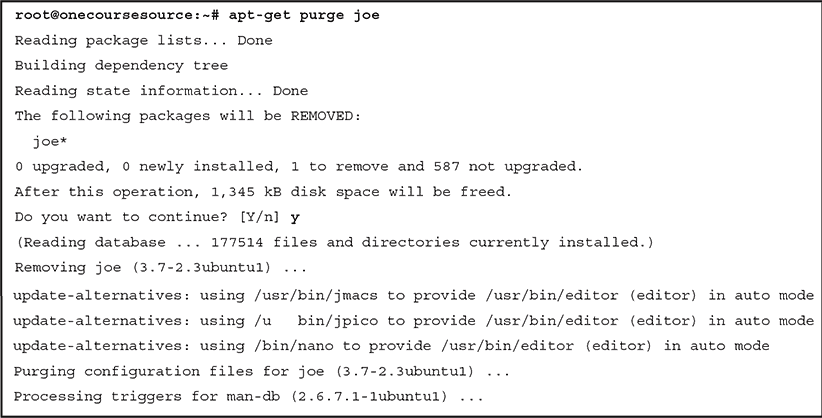 root@onecoursesource:~# apt-get purge joe
Reading package lists... Done
Building dependency tree
Reading state information... Done
The following packages will be REMOVED:
joe*
0 upgraded, 0 newly installed, 1 to remove and 587 not upgraded.
After this operation, 1,345 kB disk space will be freed.
Do you want to continue? [Y/n] y
(Reading database ... 177514 files and directories currently installed.)
Removing joe (3.7-2.3ubuntu1) ...
update-alternatives: using /usr/bin/jmacs to provide /usr/bin/editor (editor) in auto mode
update-alternatives: using /u   bin/jpico to provide /usr/bin/editor (editor) in auto mode
update-alternatives: using /bin/nano to provide /usr/bin/editor (editor) in auto mode
Purging configuration files for joe (3.7-2.3ubuntu1) ...
Processing triggers for man-db (2.6.7.1-1ubuntu1) ...